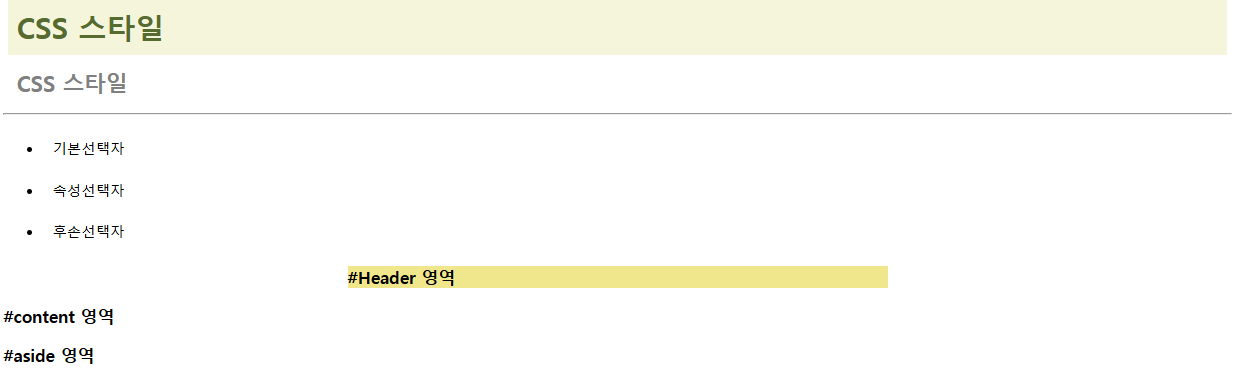 CSS 스타일
CSS 스타일
기본선택자
속성선택자
후손선택자
#Header 영역
#content 영역
#aside 영역